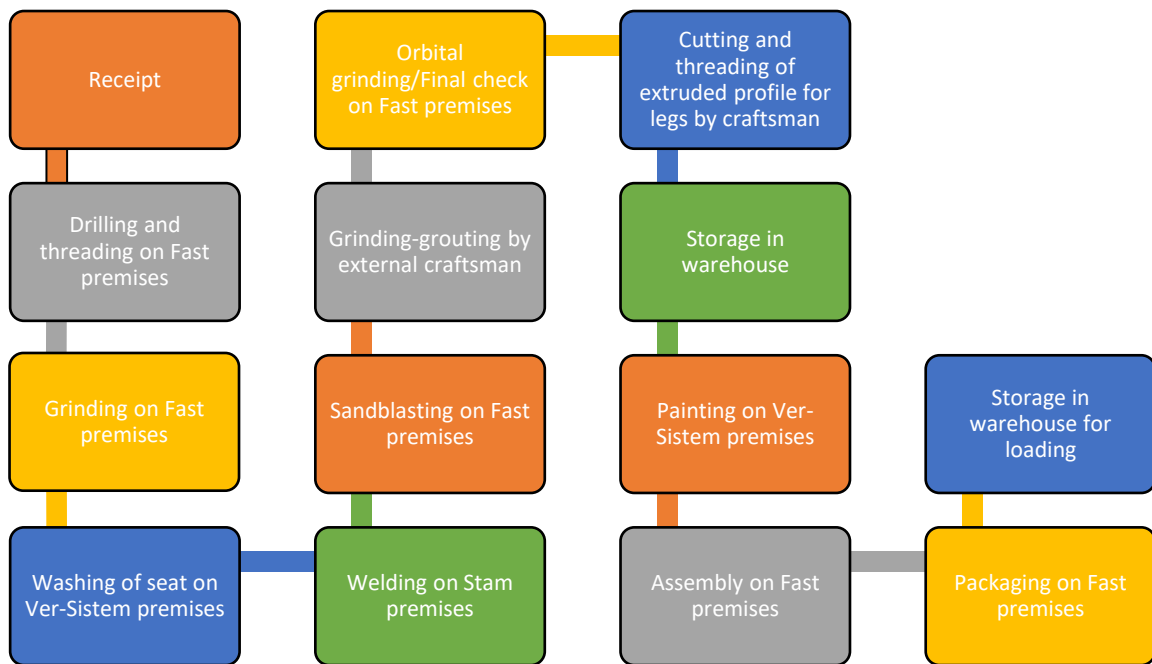 Receipt
Drilling and
threading on Fast
premises
Grinding on Fast
premises
Washing of seat on
Ver-Sistem premises
Welding on Stam
premises
Sandblasting on Fast
premises
Grinding-grouting by
external craftsman
Orbital
grinding/Final check
on Fast premises
Cutting and
threading of
extruded profile for
legs by craftsman
Storage in
warehouse
Painting on Ver-
Sistem premises
Assembly on Fast
premises
Packaging on Fast
premises
Storage in
warehouse for
loading